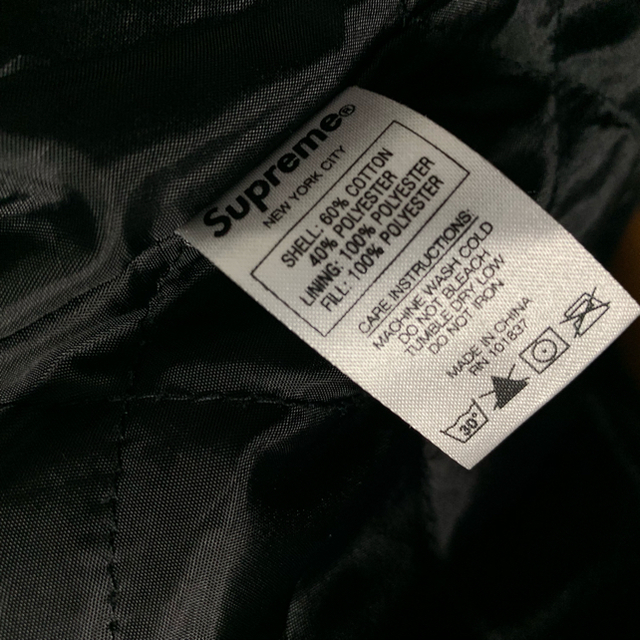 Supreme®
NEW YORK CITY
SHELL: 60% COTTON
40% POLYESTER
LINING: 100% POLYESTER
FILL: 100% POLYESTER
CARE INSTRUCTIONS:
MACHINE WASH COLD
DO NOT BLEACH
TUMBLE DRY LOW
DO NOT IRON
MADE IN CHINA
RN 101837
30°